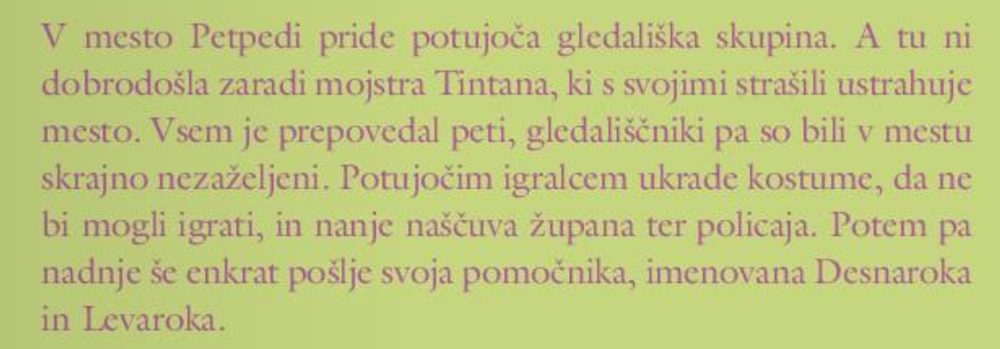 V mesto Petpedi pride potujoča gledališka skupina. A tu ni
dobrodošla zaradi mojstra Tintana, ki s svojimi strašili ustrahuje
mesto. Vsem je prepovedal peti, gledališčniki pa so bili v mestu
skrajno nezaželjeni. Potujočim igralcem ukrade kostume, da ne
bi mogli igrati, in nanje naščuva župana ter policaja. Potem pa
nadnje še enkrat pošlje svoja pomočnika, imenovana Desnaroka
in Levaroka.